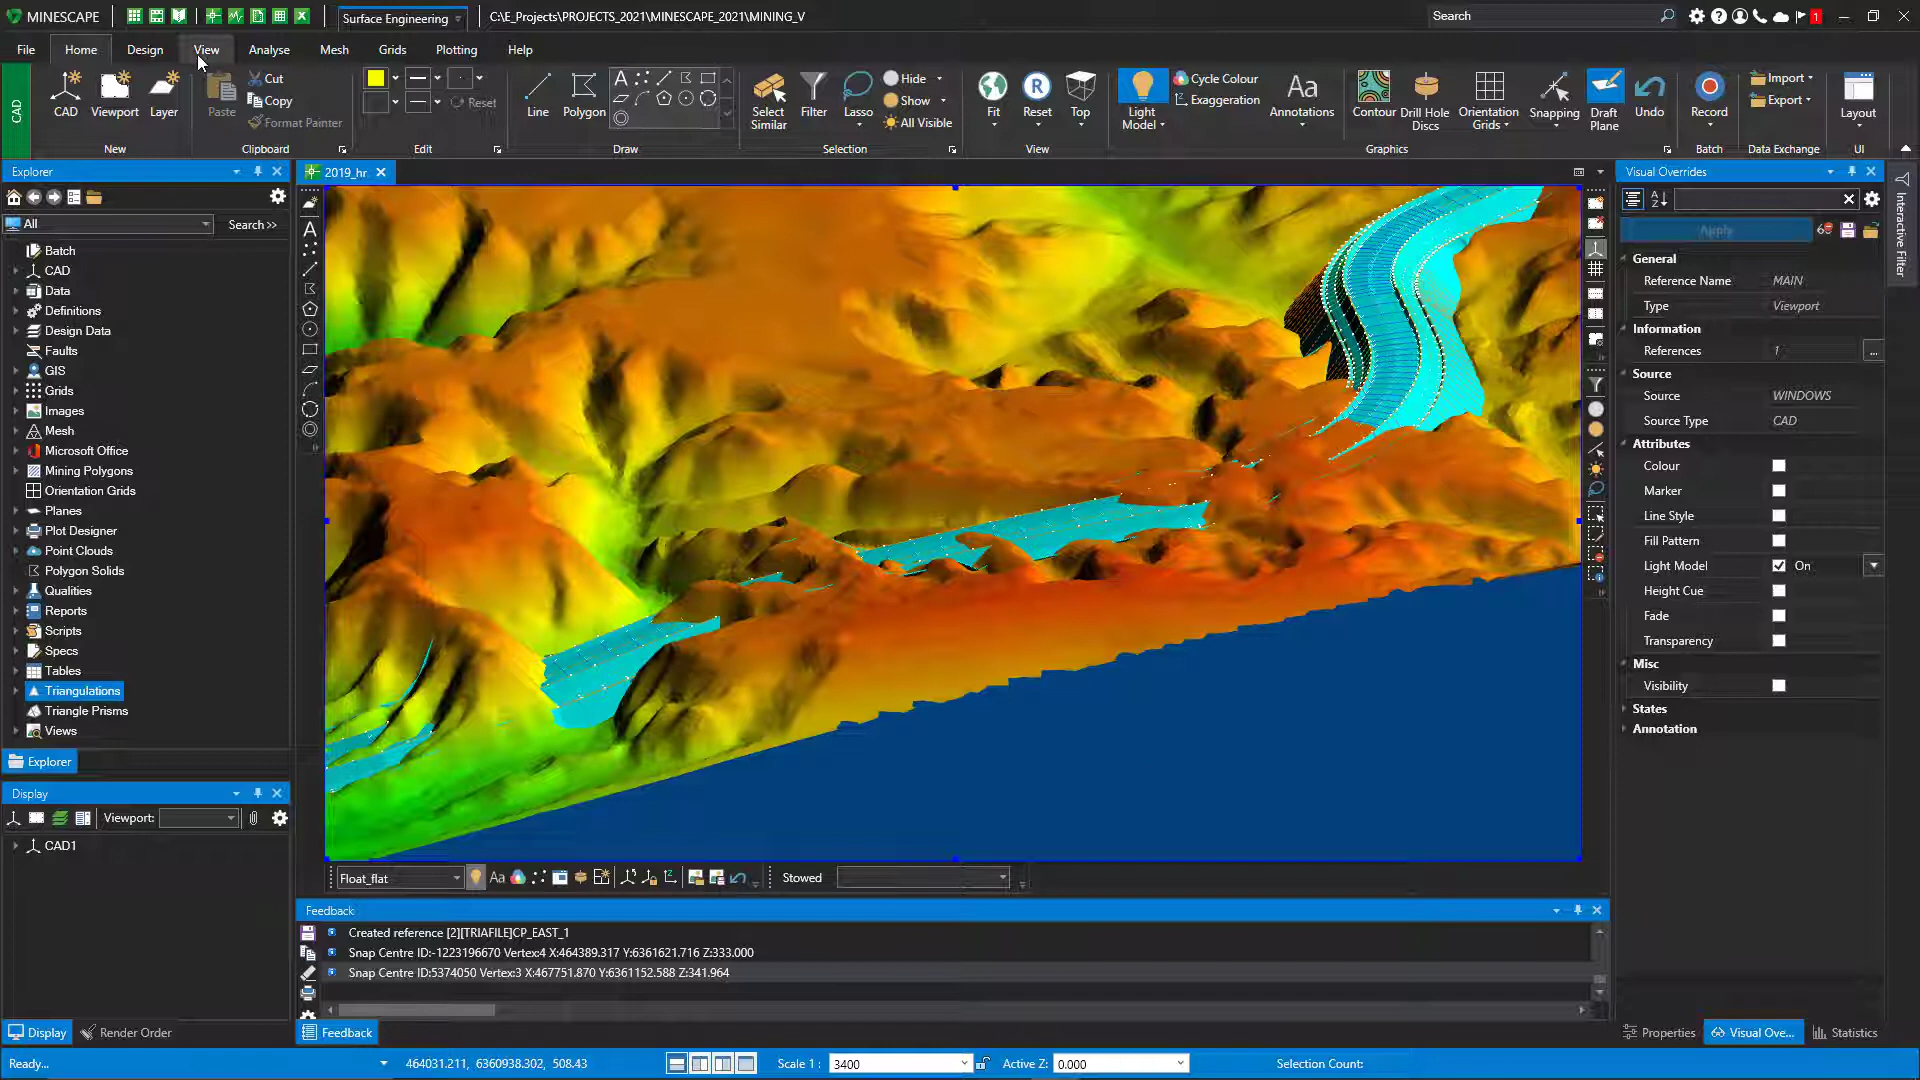 MINESCAPE
Surface Engineering
C:\E_Projects\PROJECTS_2021\MINESCAPE_2021\MINING_V
Search
1
File
Home
Design
View
Analyse
Mesh
Grids
Plotting
Help
CAD
CAD
Viewport
Layer
New
Paste
Cut
Copy
Format Painter
Clipboard
Reset
Edit
Line
Polygon
Draw
Select Similar
Filter
Lasso
Hide
Show
All Visible
Selection
Fit
Reset
Top
View
Light Model
Cycle Colour
Exaggeration
Annotations
Contour
Drill Hole Discs
Orientation Grids
Snapping
Draft Plane
Undo
Graphics
Record
Batch
Import
Export
Data Exchange
Layout
UI
Explorer
All
Search >>
Batch
CAD
Data
Definitions
Design Data
Faults
GIS
Grids
Images
Mesh
Microsoft Office
Mining Polygons
Orientation Grids
Planes
Plot Designer
Point Clouds
Polygon Solids
Qualities
Reports
Scripts
Specs
Tables
Triangulations
Triangle Prisms
Views
Explorer
Display
Viewport:
CAD1
Display
Render Order
2019_hr
Float_flat
Stowed
Feedback
Created reference [2][TRIAFILE]CP_EAST_1
Snap Centre ID:-1223196670 Vertex:4 X:464389.317 Y:6361621.716 Z:333.000
Snap Centre ID:5374050 Vertex:3 X:467751.870 Y:6361152.588 Z:341.964
Feedback
Visual Overrides
Apply
General
Reference Name MAIN
Type Viewport
Information
References 1
...
Source
Source WINDOWS
Source Type CAD
Attributes
Colour
Marker
Line Style
Fill Pattern
Light Model On
Height Cue
Fade
Transparency
Misc
Visibility
States
Annotation
Interactive Filter
Properties
Visual Ove...
Statistics
Ready...
464031.211, 6360938.302, 508.43
Scale 1 : 3400
Active Z: 0.000
Selection Count: